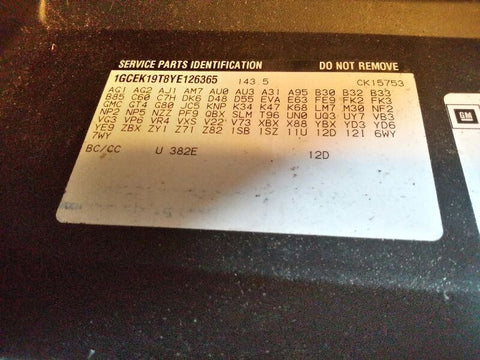 SERVICE PARTS IDENTIFICATION DO NOT REMOVE
1GCEK19T8YE126365 143.5 CK15753
AG1 AG2 AJ1 AM7 AU0 AU3 A31 A95 B30 B32 B33
B85 C60 C7H DK6 D48 D55 EVA E63 FE9 FK2 FK3
GMC GT4 G80 JC5 KNP K34 K47 K68 LM7 M30 NF2
NP2 NP5 NZZ PF9 QBX SLM T96 UN0 UQ3 UY7 VB3
VG3 VP6 VR4 VXS V22 V73 XBX X88 YBX YD3 YD6
YE9 ZBX ZY1 Z71 Z82 1SB 1SZ 11U 12D 12I 6WY
7WY
BC/CC U 382E 12D
GM